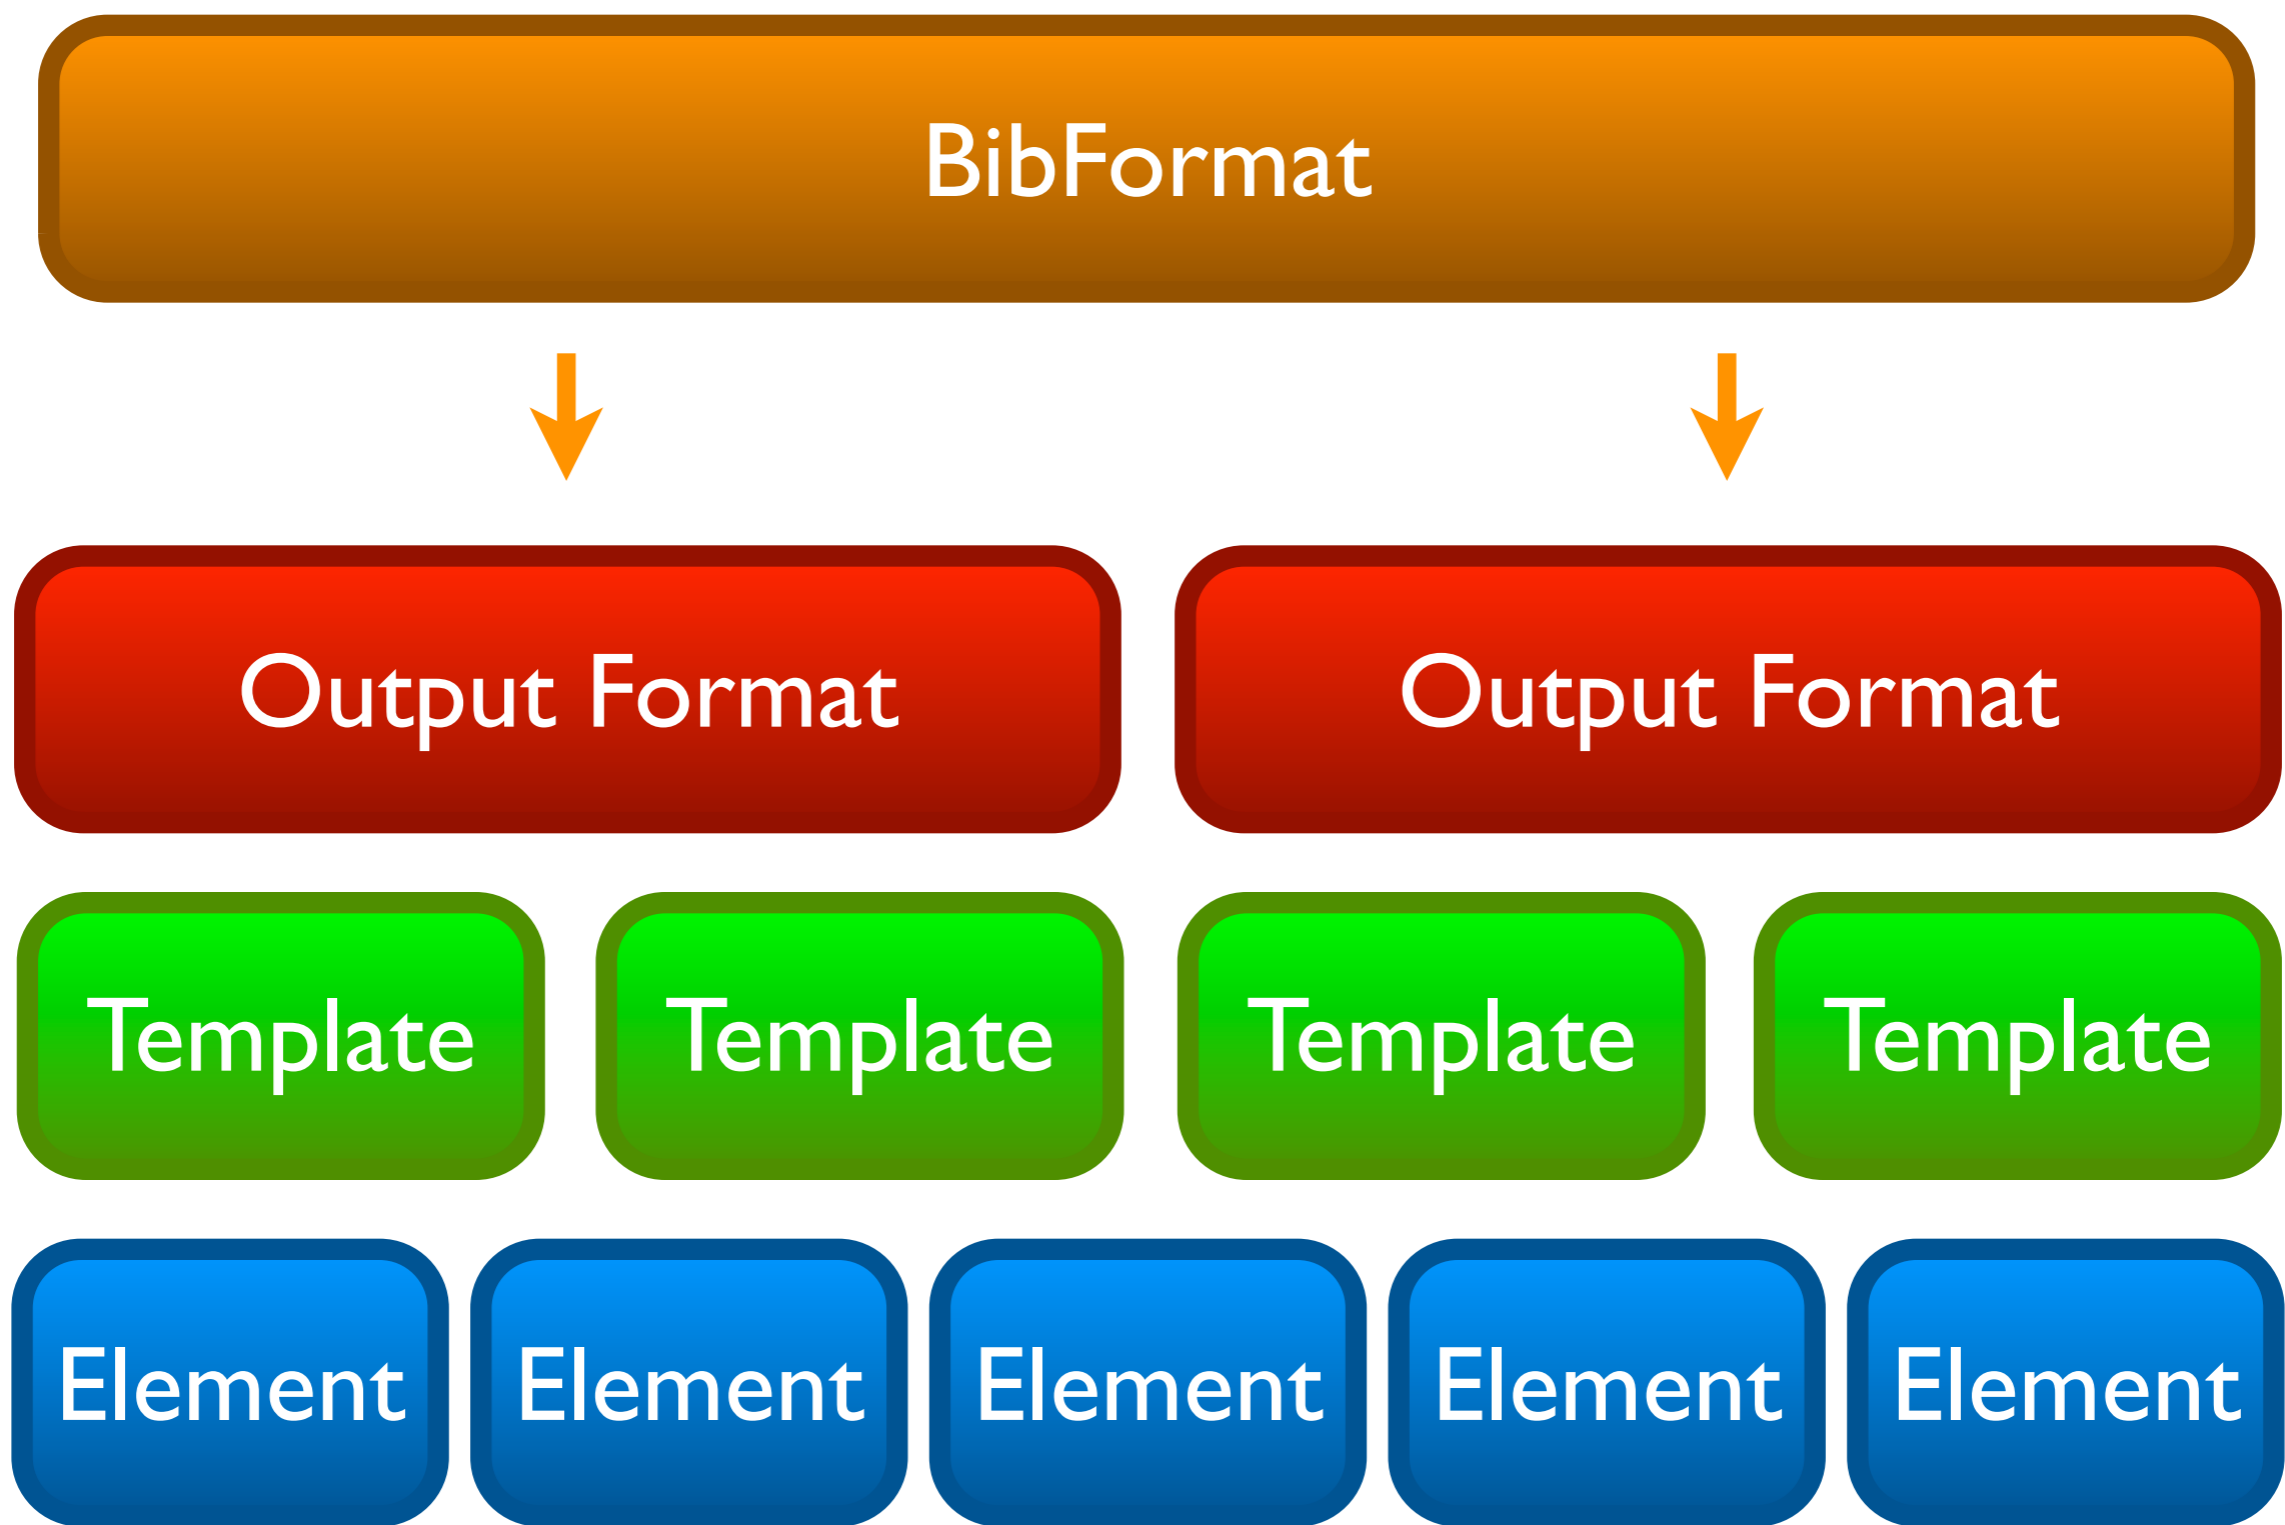 BibFormat
Output Format Output Format
Template Template Template Template
Element Element Element Element Element